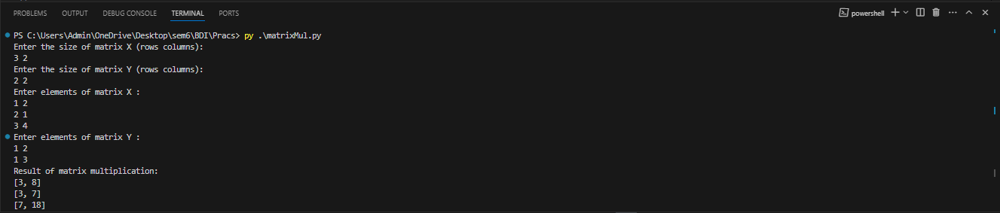 PROBLEMS OUTPUT DEBUG CONSOLE TERMINAL PORTS powershell
PS C:\Users\Admin\OneDrive\Desktop\sem6\BDI\Pracs> py .\matrixMul.py
Enter the size of matrix X (rows columns):
3 2
Enter the size of matrix Y (rows columns):
2 2
Enter elements of matrix X :
1 2
2 1
3 4
Enter elements of matrix Y :
1 2
1 3
Result of matrix multiplication:
[3, 8]
[3, 7]
[7, 18]